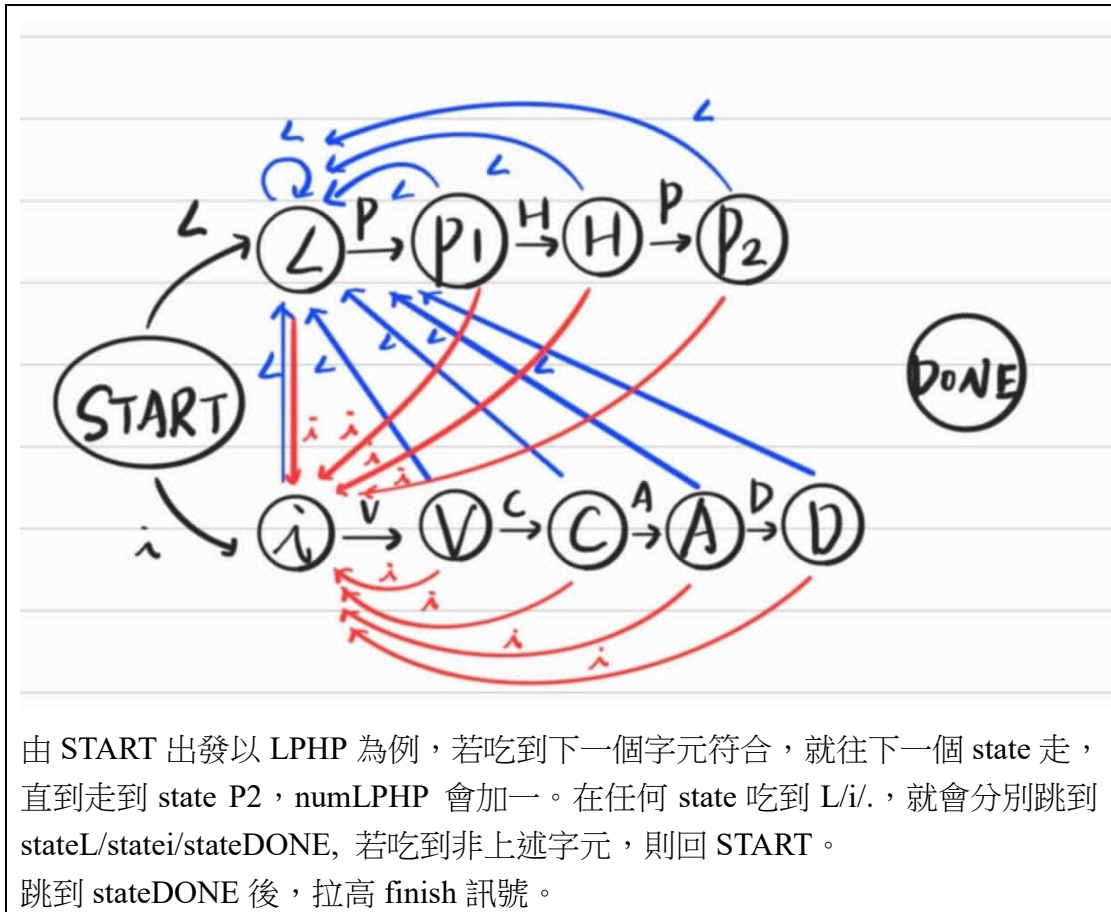 L
L
L
L
L
P
H
P
L
P1
H
P2
L
L
L
L
L
START
DONE
i
i
i
i
i
V
C
A
D
i
V
C
A
D
i
i
i
i
由 START 出發以 LPHP 為例，若吃到下一個字元符合，就往下一個 state 走，
直到走到 state P2，numLPHP 會加一。在任何 state 吃到 L/i/.，就會分別跳到
stateL/statei/stateDONE, 若吃到非上述字元，則回 START。
跳到 stateDONE 後，拉高 finish 訊號。